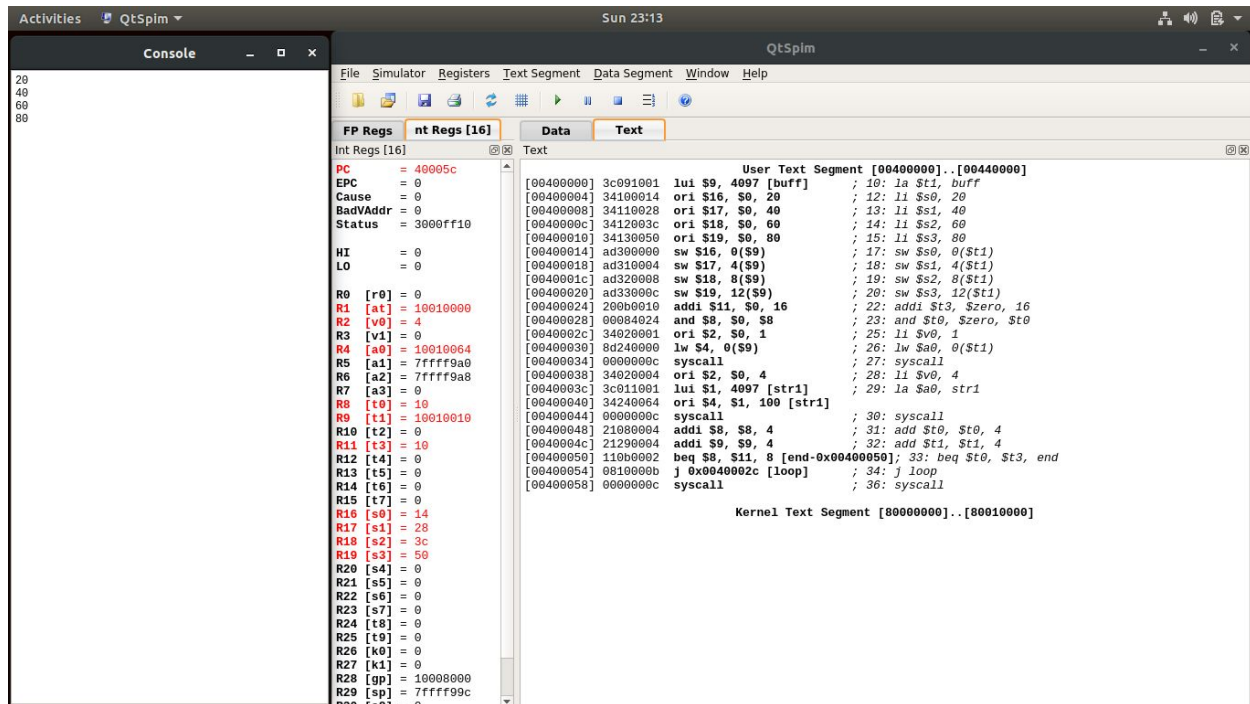 Activities QtSpim Sun 23:13
Console
20
40
60
80
QtSpim
File Simulator Registers Text Segment Data Segment Window Help
FP Regs nt Regs [16] Data Text
Int Regs [16]
PC = 40005c
EPC = 0
Cause = 0
BadVAddr = 0
Status = 3000ff10
HI = 0
LO = 0
R0 [r0] = 0
R1 [at] = 10010000
R2 [v0] = 4
R3 [v1] = 0
R4 [a0] = 10010064
R5 [a1] = 7ffff9a0
R6 [a2] = 7ffff9a8
R7 [a3] = 0
R8 [t0] = 10
R9 [t1] = 10010010
R10 [t2] = 0
R11 [t3] = 10
R12 [t4] = 0
R13 [t5] = 0
R14 [t6] = 0
R15 [t7] = 0
R16 [s0] = 14
R17 [s1] = 28
R18 [s2] = 3c
R19 [s3] = 50
R20 [s4] = 0
R21 [s5] = 0
R22 [s6] = 0
R23 [s7] = 0
R24 [t8] = 0
R25 [t9] = 0
R26 [k0] = 0
R27 [k1] = 0
R28 [gp] = 10008000
R29 [sp] = 7ffff99c
Text
User Text Segment [00400000]..[00440000]
[00400000] 3c091001 lui $9, 4097 [buff] ; 10: la $t1, buff
[00400004] 34100014 ori $16, $0, 20 ; 12: li $s0, 20
[00400008] 34110028 ori $17, $0, 40 ; 13: li $s1, 40
[0040000c] 3412003c ori $18, $0, 60 ; 14: li $s2, 60
[00400010] 34130050 ori $19, $0, 80 ; 15: li $s3, 80
[00400014] ad300000 sw $16, 0($9) ; 17: sw $s0, 0($t1)
[00400018] ad310004 sw $17, 4($9) ; 18: sw $s1, 4($t1)
[0040001c] ad320008 sw $18, 8($9) ; 19: sw $s2, 8($t1)
[00400020] ad33000c sw $19, 12($9) ; 20: sw $s3, 12($t1)
[00400024] 200b0010 addi $11, $0, 16 ; 22: addi $t3, $zero, 16
[00400028] 00084024 and $8, $0, $8 ; 23: and $t0, $zero, $t0
[0040002c] 34020001 ori $2, $0, 1 ; 25: li $v0, 1
[00400030] 8d240000 lw $4, 0($9) ; 26: lw $a0, 0($t1)
[00400034] 0000000c syscall ; 27: syscall
[00400038] 34020004 ori $2, $0, 4 ; 28: li $v0, 4
[0040003c] 3c011001 lui $1, 4097 [str1] ; 29: la $a0, str1
[00400040] 34240064 ori $4, $1, 100 [str1]
[00400044] 0000000c syscall ; 30: syscall
[00400048] 21080004 addi $8, $8, 4 ; 31: add $t0, $t0, 4
[0040004c] 21290004 addi $9, $9, 4 ; 32: add $t1, $t1, 4
[00400050] 110b0002 beq $8, $11, 8 [end-0x00400050]; 33: beq $t0, $t3, end
[00400054] 0810000b j 0x0040002c [loop] ; 34: j loop
[00400058] 0000000c syscall ; 36: syscall
Kernel Text Segment [80000000]..[80010000]